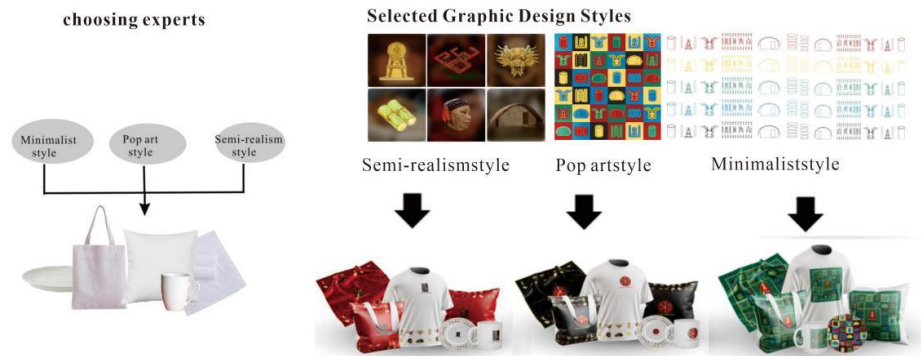 choosing experts
Minimalist
style
Pop art
style
Semi-realism
style
Selected Graphic Design Styles
Semi-realismstyle
Pop artstyle
Minimaliststyle